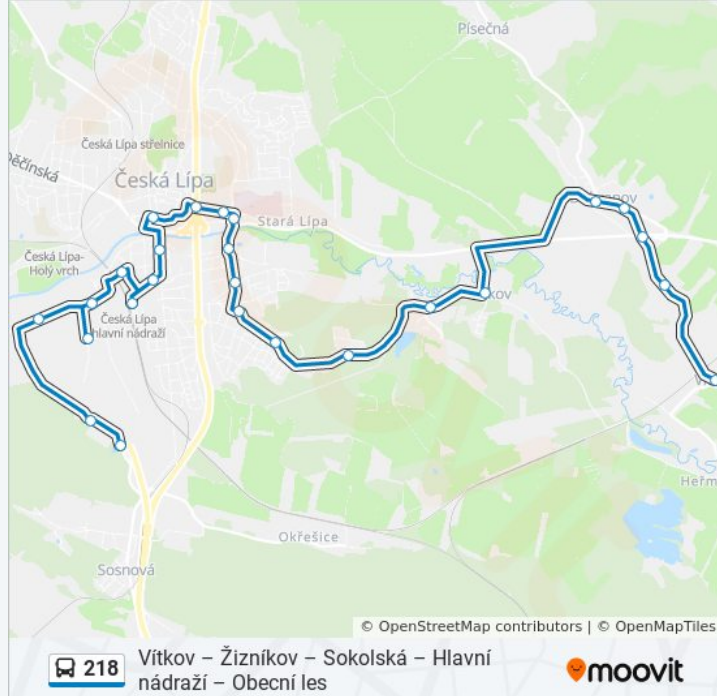 Písečná
Česká Lípa střelnice
Česká Lípa
Stará Lípa
Česká Lípa-
Holý vrch
Česká Lípa
hlavní nádraží
Okřešice
Sosnová
© OpenStreetMap contributors | © OpenMapTiles
218
Vítkov – Žizníkov – Sokolská – Hlavní
nádraží – Obecní les
moovit